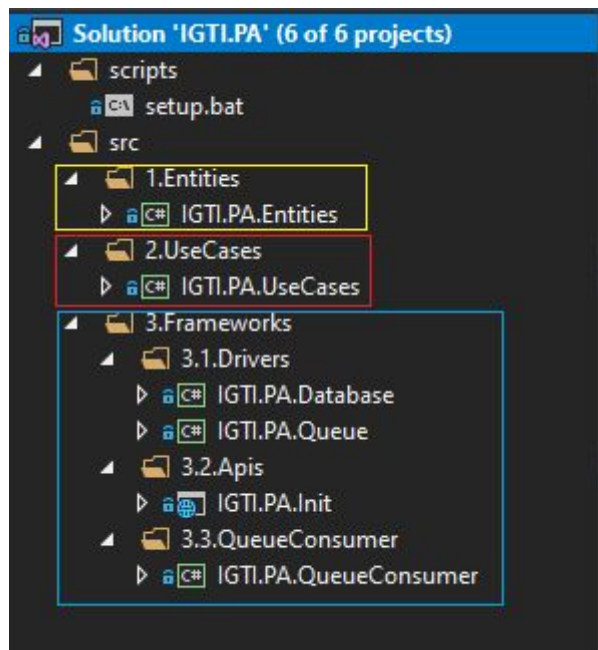 Solution 'IGTI.PA' (6 of 6 projects)
scripts
C:\ setup.bat
src
1.Entities
C# IGTI.PA.Entities
2.UseCases
C# IGTI.PA.UseCases
3.Frameworks
3.1.Drivers
C# IGTI.PA.Database
C# IGTI.PA.Queue
3.2.Apis
IGTI.PA.Init
3.3.QueueConsumer
C# IGTI.PA.QueueConsumer